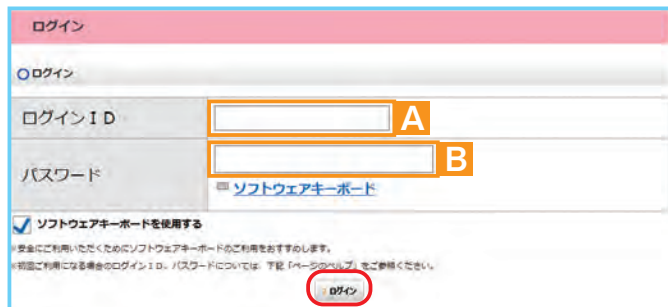 ログイン
ログイン
ログインＩＤ
A
パスワード
B
ソフトウェアキーボード
ソフトウェアキーボードを使用する
※安全にご利用いただくためにソフトウェアキーボードのご利用をおすすめします。
※初回ご利用になる場合のログインＩＤ、パスワードについては、下記「ページのヘルプ」をご参照ください。
ログイン